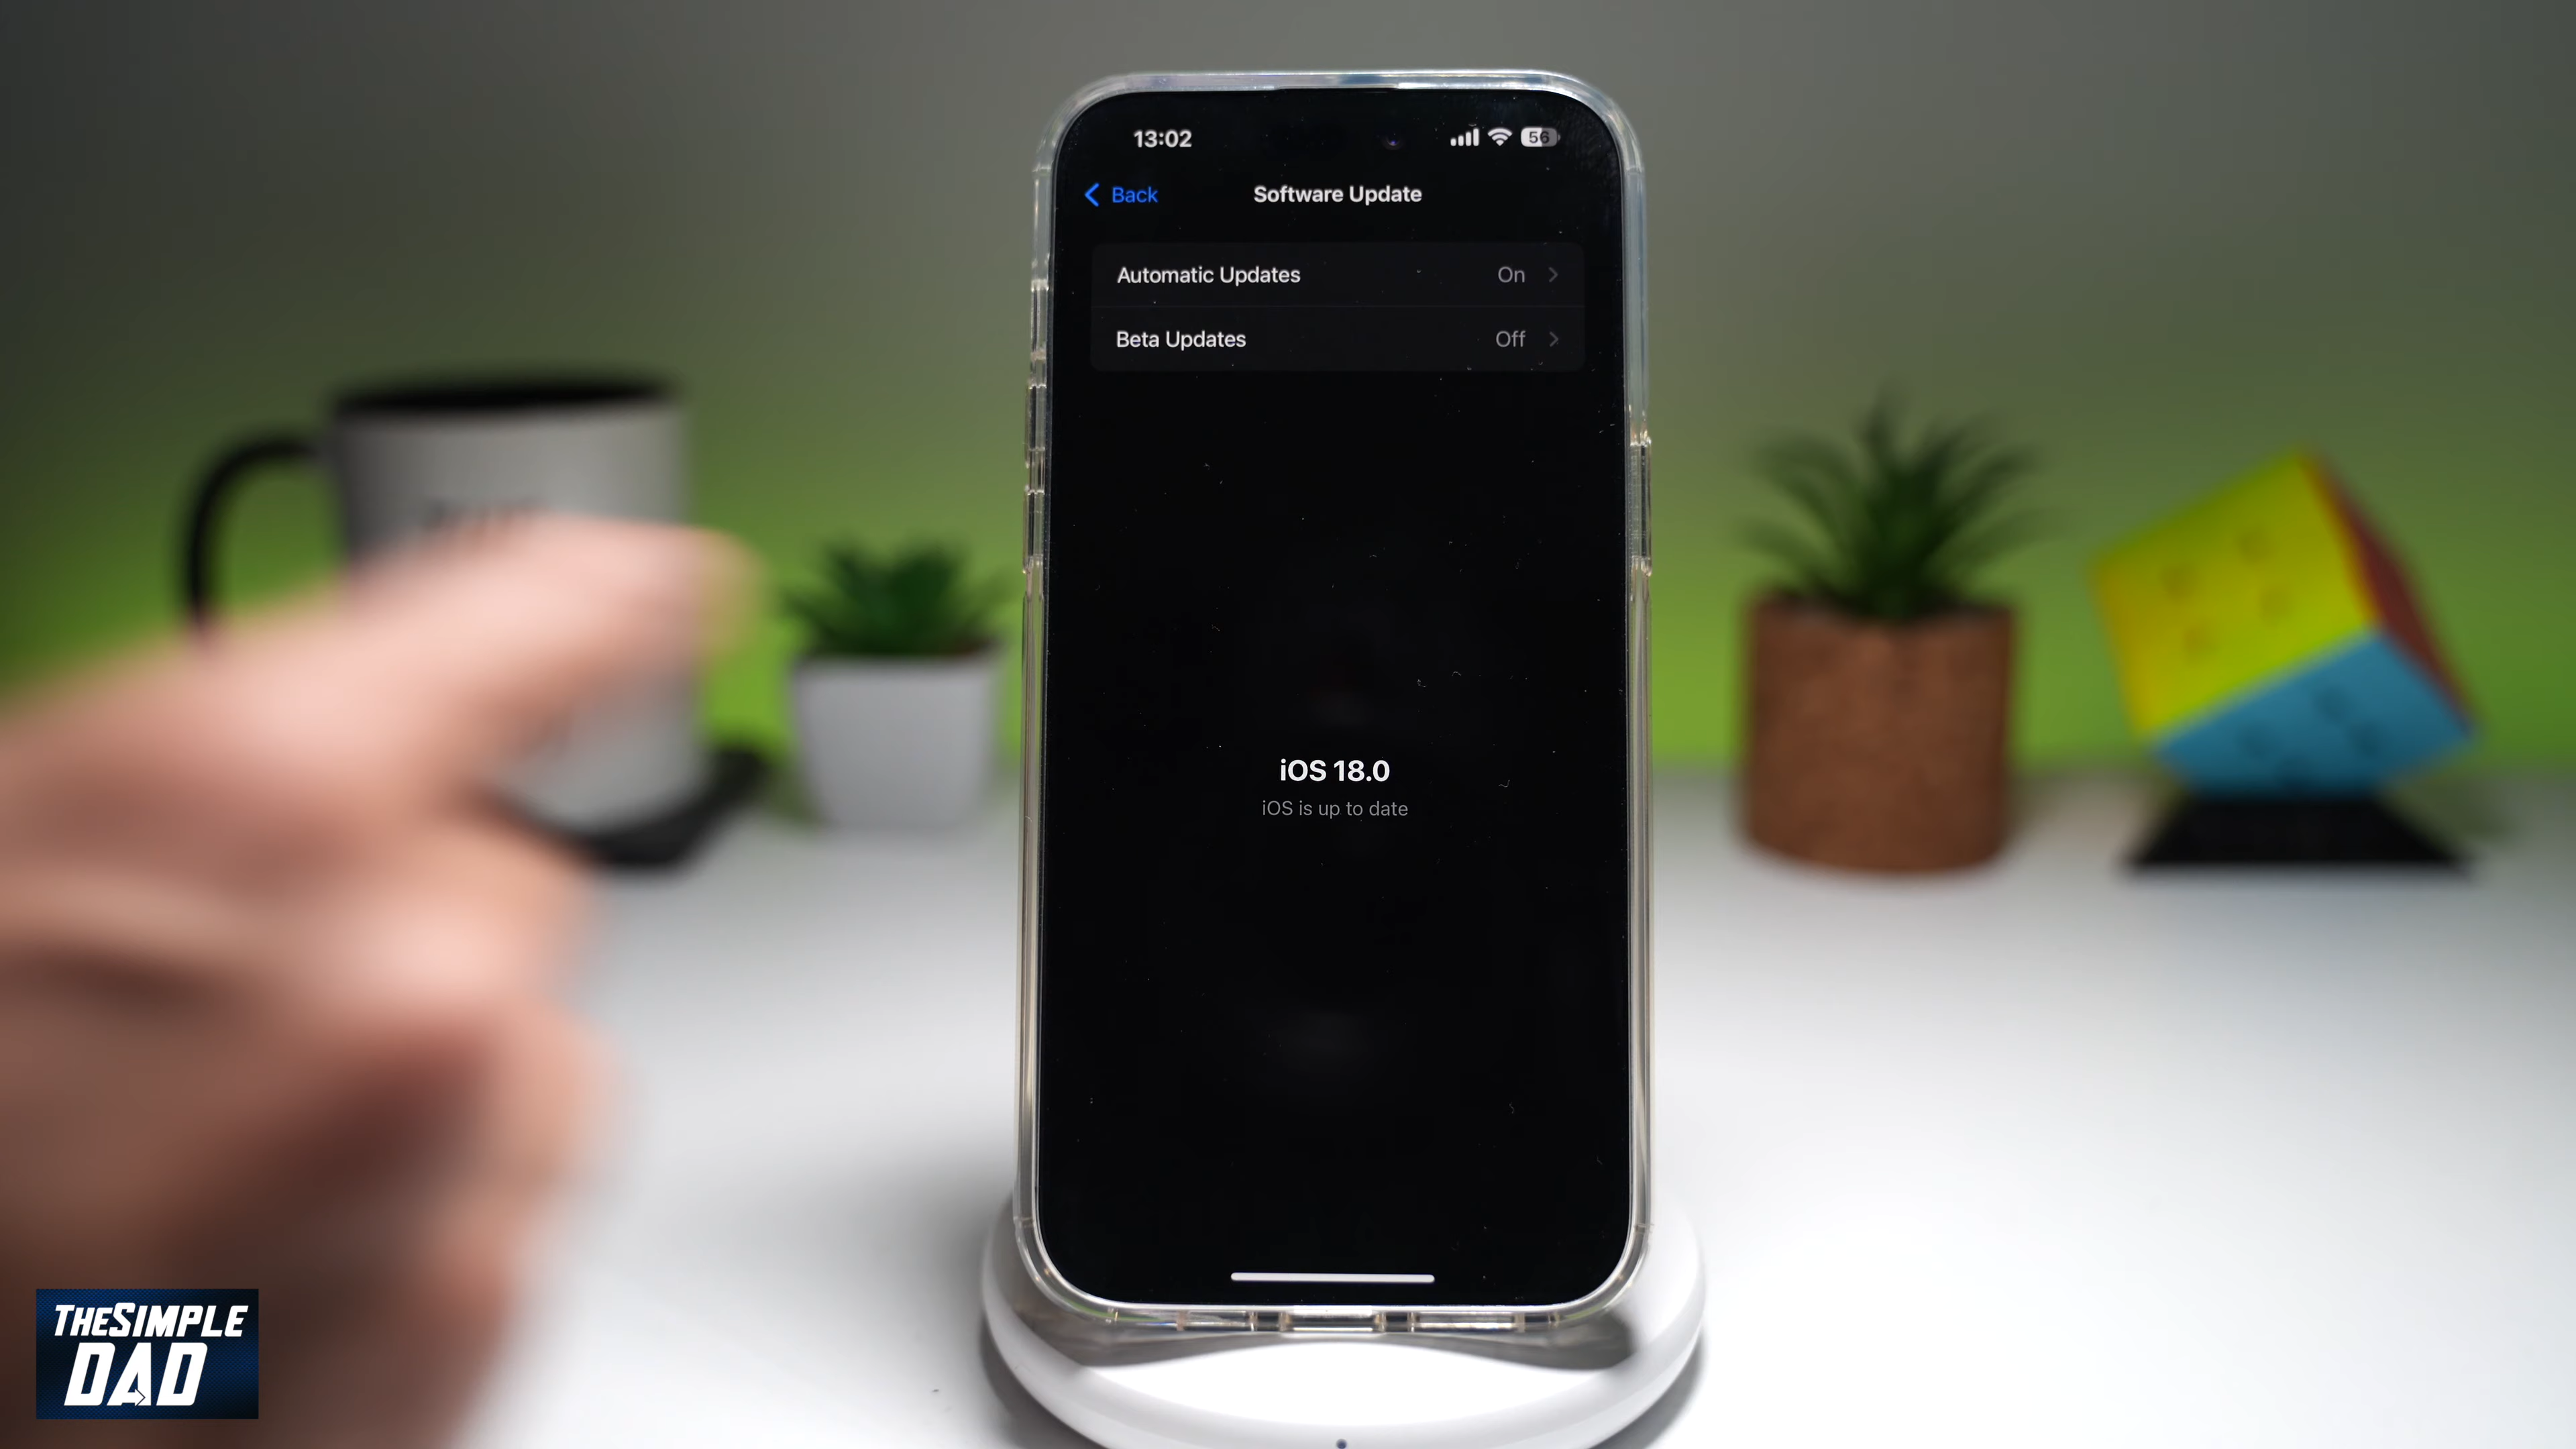 13:02
56
Back
Software Update
Automatic Updates On
Beta Updates Off
iOS 18.0
iOS is up to date
THESIMPLE
DAD